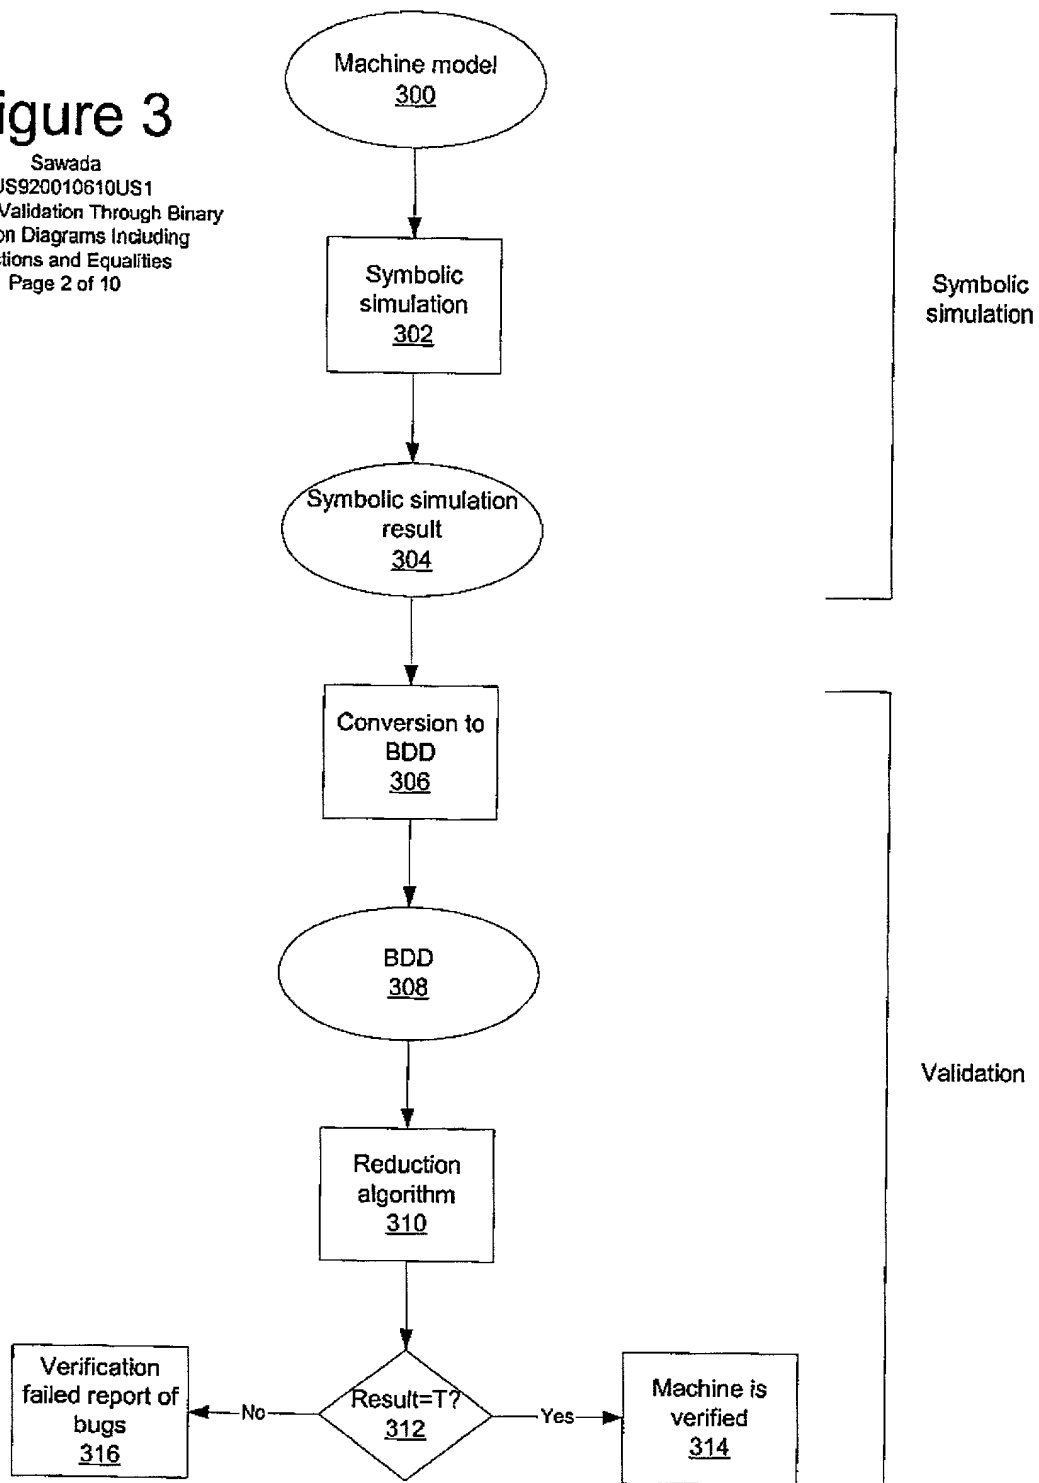 Machine model
300
igure 3
Sawada
US920010610US1
Validation Through Binary
on Diagrams Including
tions and Equalities
Page 2 of 10
Symbolic
simulation
302
Symbolic
simulation
Symbolic simulation
result
304
Conversion to
BDD
306
BDD
308
Validation
Reduction
algorithm
310
Verification
failed report of
bugs
316
No
Result=T?
312
Yes
Machine is
verified
314